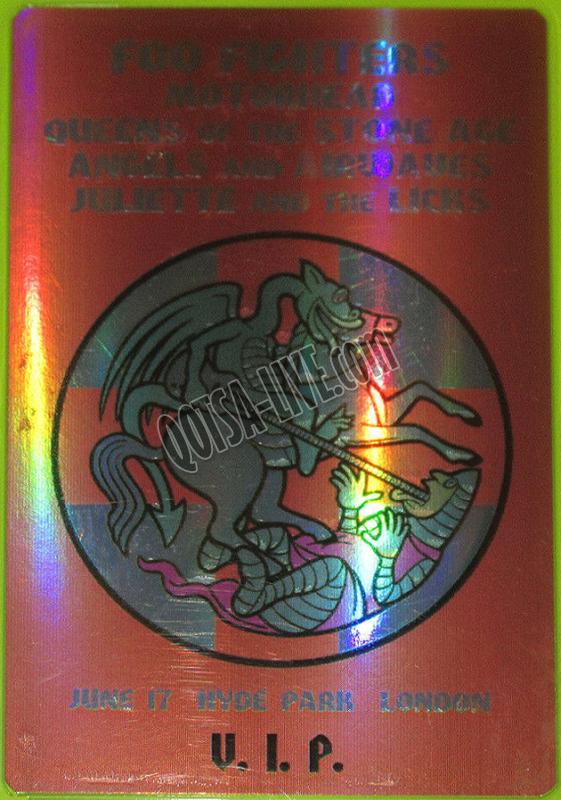 FOO FIGHTERS
MOTORHEAD
QUEENS OF THE STONE AGE
ANGELS AND AIRWAVES
JULIETTE AND THE LICKS
QOTSA-LIVE.com
JUNE 17 HYDE PARK LONDON
V. I. P.